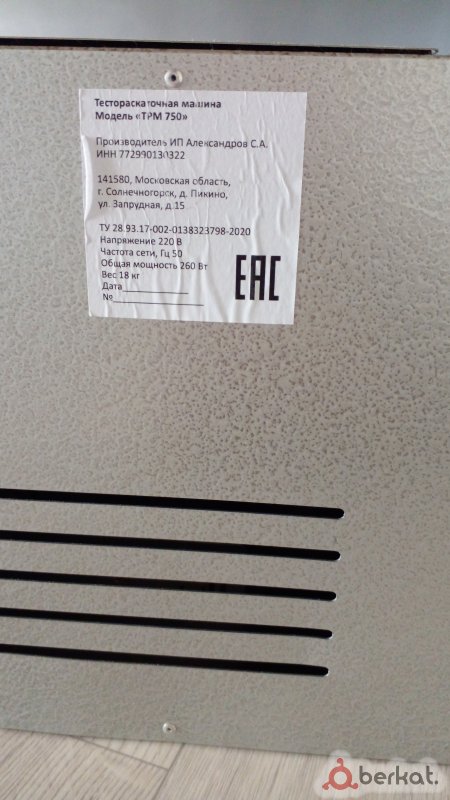 Тестораскаточная машина
Модель «ТРМ 750»
Производитель ИП Александров С.А.
ИНН 772990130322
141580, Московская область,
г. Солнечногорск, д. Пикино,
ул. Запрудная, д.15
ТУ 28.93.17-002-0138323798-2020
Напряжение 220 В
Частота сети, Гц 50
Общая мощность 260 Вт
Вес 18 кг
Дата_______________
№____________________
EAC
berkat.